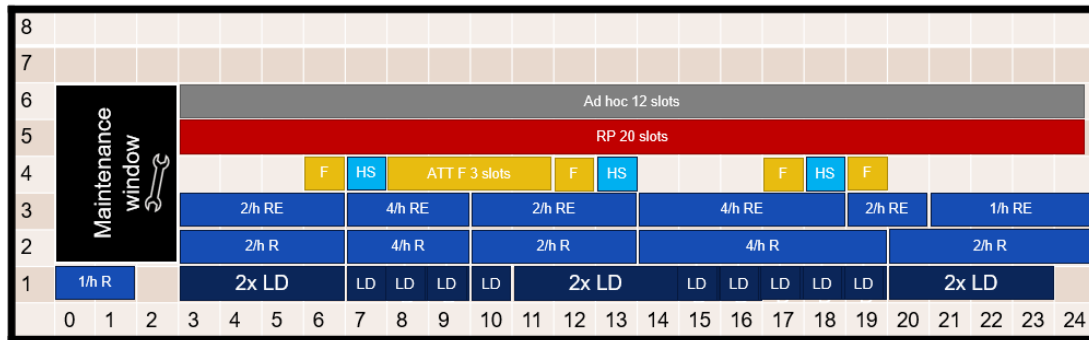 8
7
6 Ad hoc 12 slots
5 RP 20 slots
Maintenance
window
4 F HS ATT F 3 slots F HS F HS F
3 2/h RE 4/h RE 2/h RE 4/h RE 2/h RE 1/h RE
2 2/h R 4/h R 2/h R 4/h R 2/h R
1 1/h R 2x LD LD LD LD LD 2x LD LD LD LD LD LD 2x LD
0 1 2 3 4 5 6 7 8 9 10 11 12 13 14 15 16 17 18 19 20 21 22 23 24